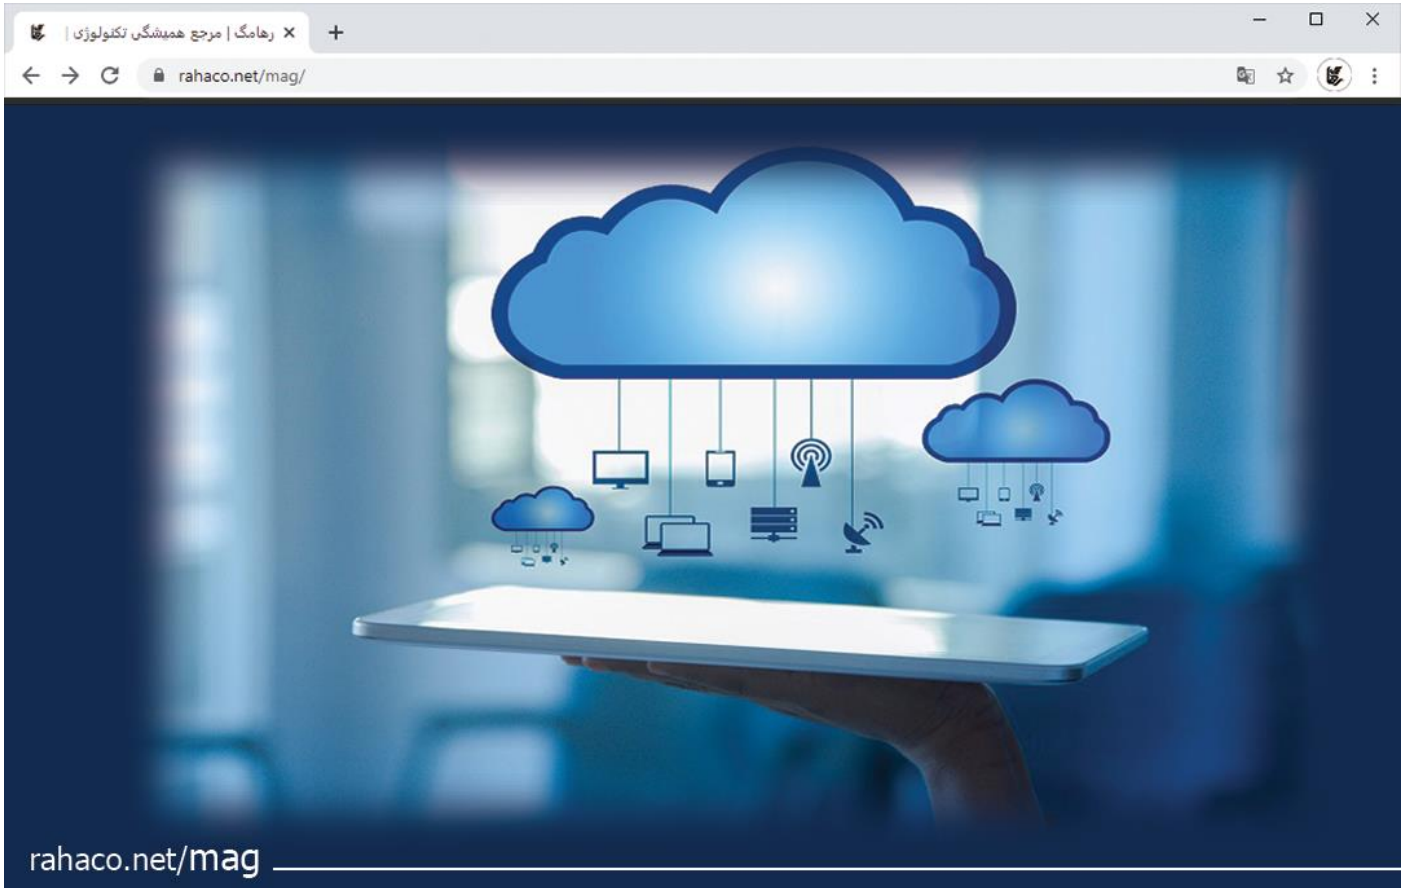 رهامگ | مرجع همیشگی تکنولوژی |
rahaco.net/mag/
rahaco.net/mag